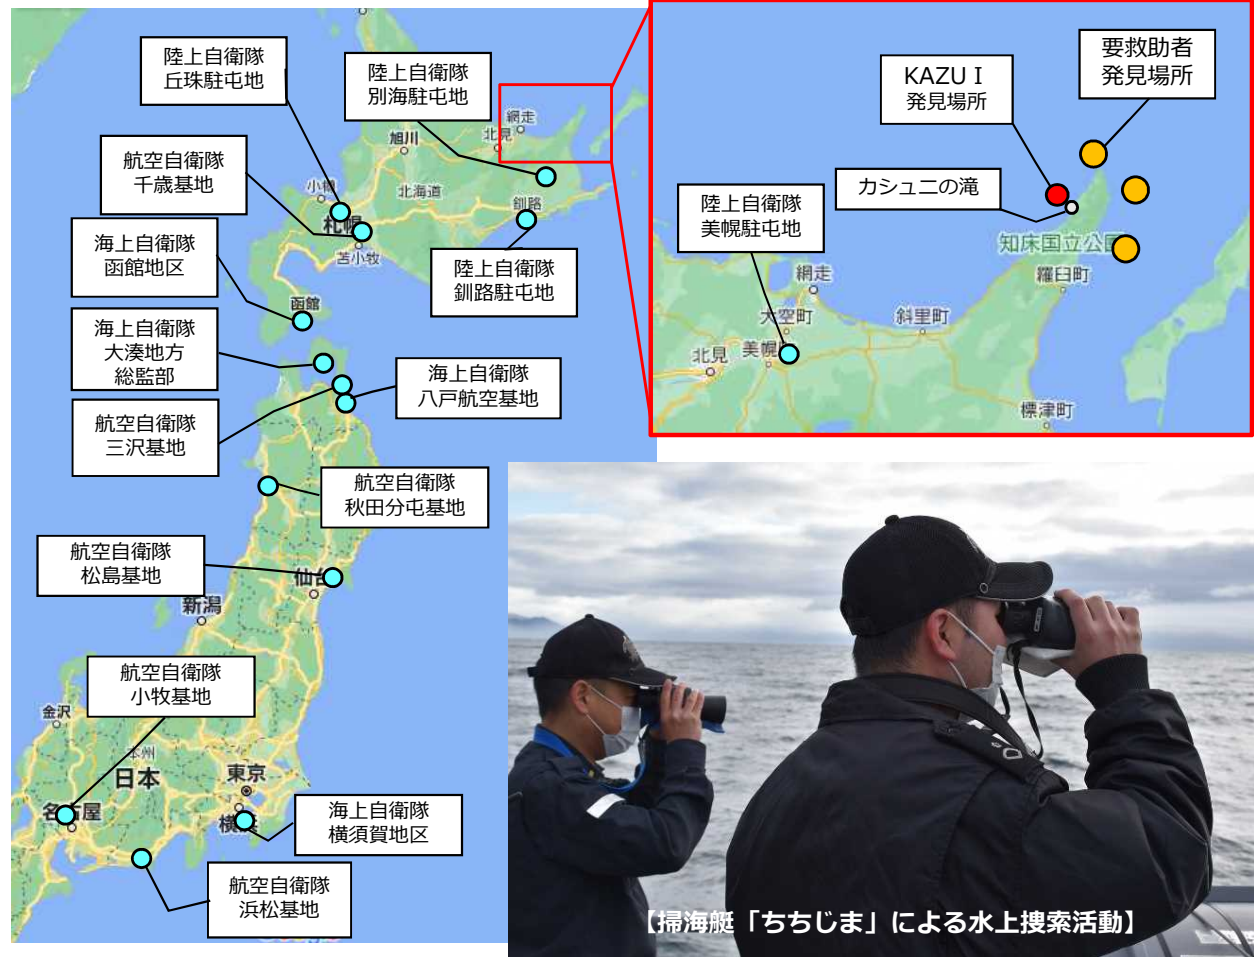 陸上自衛隊
丘珠駐屯地
陸上自衛隊
別海駐屯地
航空自衛隊
千歳基地
海上自衛隊
函館地区
海上自衛隊
大湊地方
総監部
航空自衛隊
三沢基地
陸上自衛隊
釧路駐屯地
海上自衛隊
八戸航空基地
航空自衛隊
秋田分屯基地
航空自衛隊
松島基地
航空自衛隊
小牧基地
海上自衛隊
横須賀地区
航空自衛隊
浜松基地
網走
北見
旭川
北海道
小樽
札幌
苫小牧
釧路
函館
仙台
新潟
金沢
本州
日本
東京
名古屋
横浜
KAZU I
発見場所
要救助者
発見場所
カシュニの滝
陸上自衛隊
美幌駐屯地
知床国立公園
羅臼町
網走
大空町
斜里町
北見
美幌町
標津町
【掃海艇「ちちじま」による水上捜索活動】